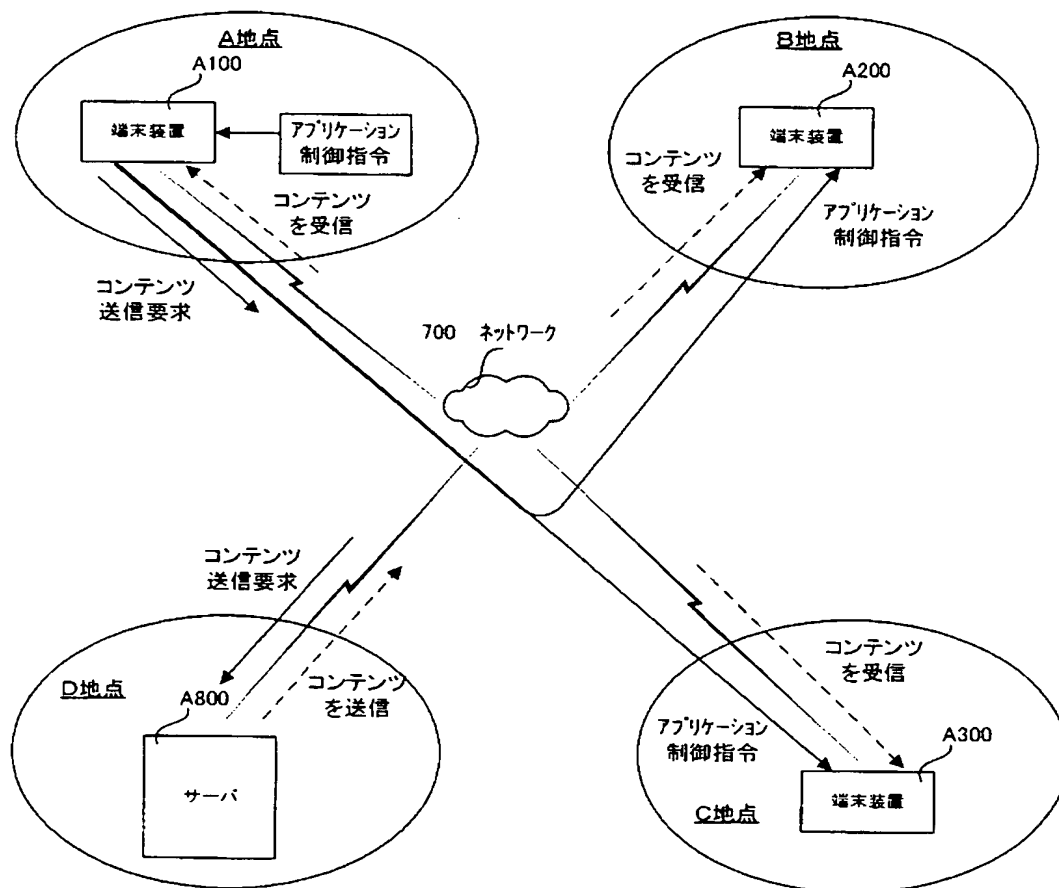 A地点
A100
端末装置
アプリケーション
制御指令
コンテンツ
を受信
コンテンツ
送信要求
B地点
A200
端末装置
コンテンツ
を受信
アプリケーション
制御指令
700 ネットワーク
コンテンツ
送信要求
D地点
A800
コンテンツ
を送信
サーバ
コンテンツ
を受信
アプリケーション
制御指令
A300
端末装置
C地点